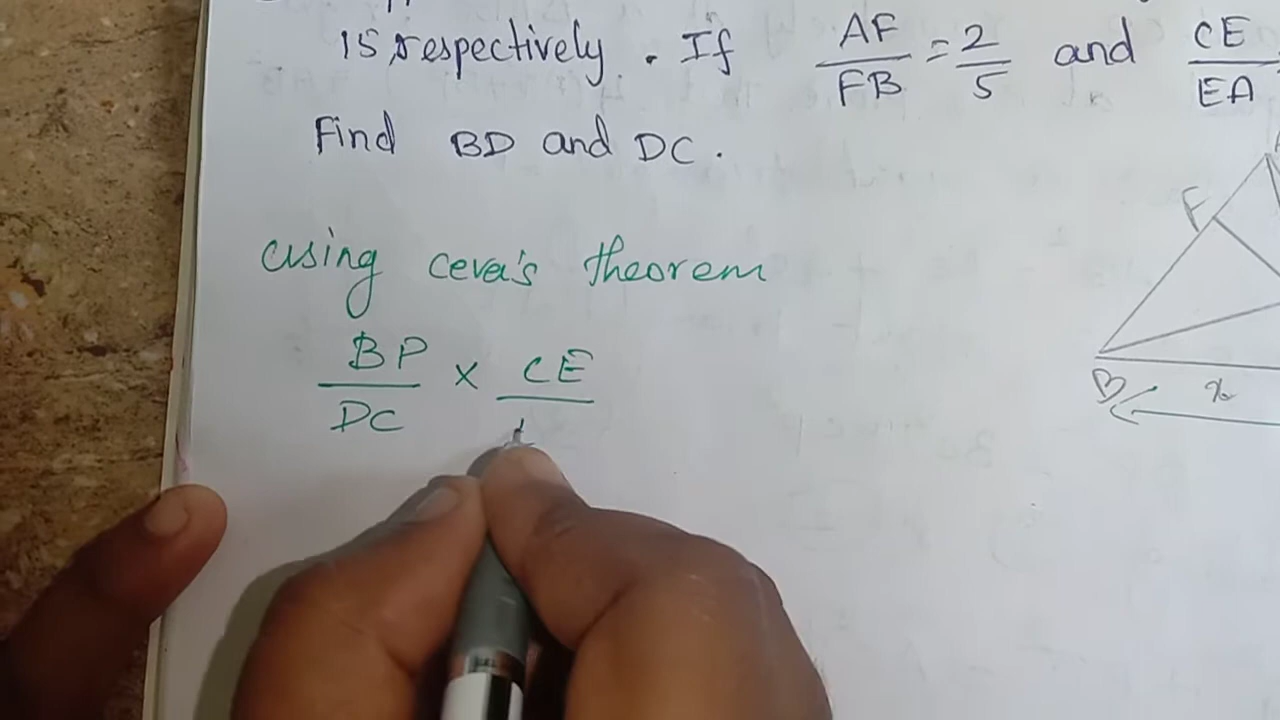 15 respectively. If AF/FB = 2/5 and CE/EA
Find BD and DC.
using ceva's theorem
BP/DC × CE/
F
B
x